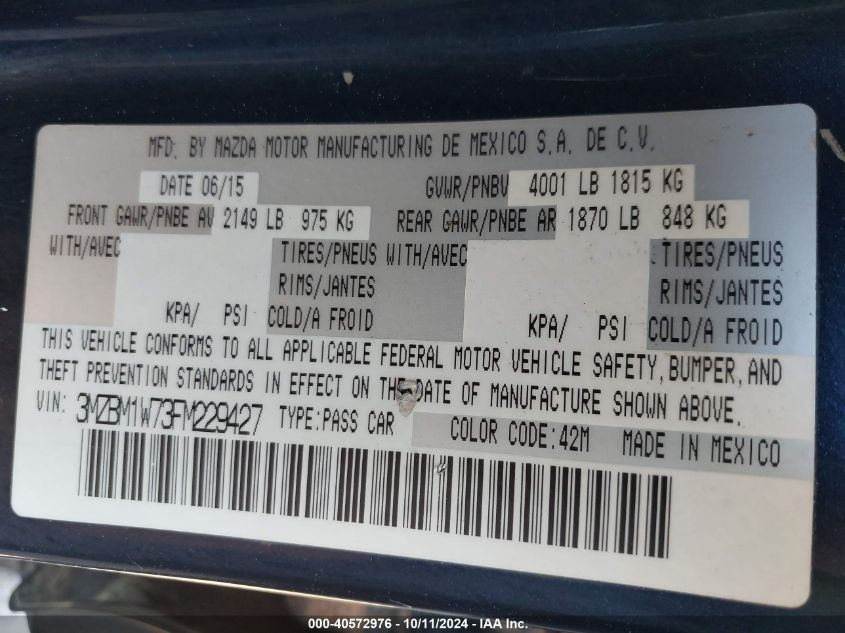 MFD. BY MAZDA MOTOR MANUFACTURING DE MEXICO S.A. DE C.V.
DATE 06/15 GVWR/PNBV 4001 LB 1815 KG
FRONT GAWR/PNBE AV 2149 LB 975 KG REAR GAWR/PNBE AR 1870 LB 848 KG
WITH/AVEC TIRES/PNEUS WITH/AVEC TIRES/PNEUS
RIMS/JANTES RIMS/JANTES
KPA/ PSI COLD/A FROID KPA/ PSI COLD/A FROID
THIS VEHICLE CONFORMS TO ALL APPLICABLE FEDERAL MOTOR VEHICLE SAFETY, BUMPER, AND
THEFT PREVENTION STANDARDS IN EFFECT ON THE DATE OF MANUFACTURE SHOWN ABOVE.
VIN: 3MZBM1W73FM229427 TYPE:PASS CAR COLOR CODE:42M MADE IN MEXICO
000-40572976 - 10/11/2024 - IAA Inc.